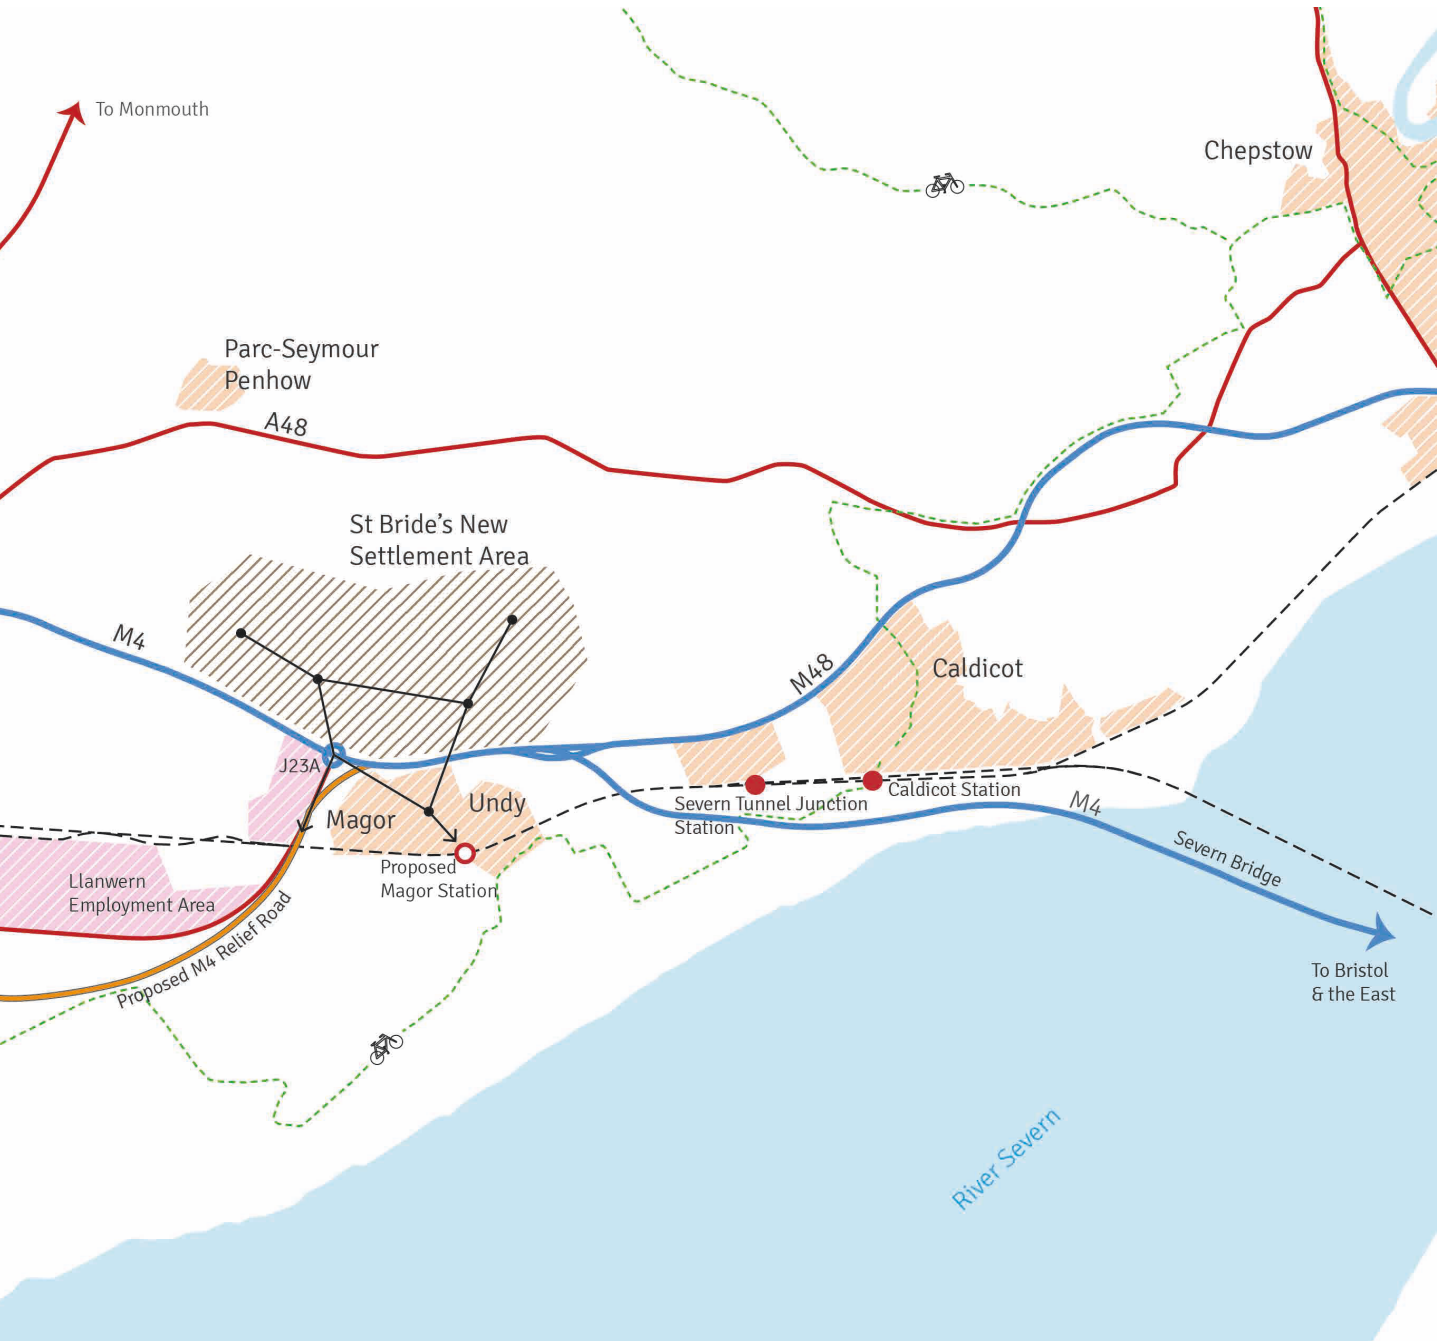 To Monmouth
Chepstow
Parc-Seymour
Penhow
A48
St Bride’s New
Settlement Area
M4
M48
Caldicot
J23A
Magor
Undy
Severn Tunnel Junction
Station
Caldicot Station
M4
Severn Bridge
Proposed
Magor Station
Llanwern
Employment Area
Proposed M4 Relief Road
To Bristol
& the East
River Severn